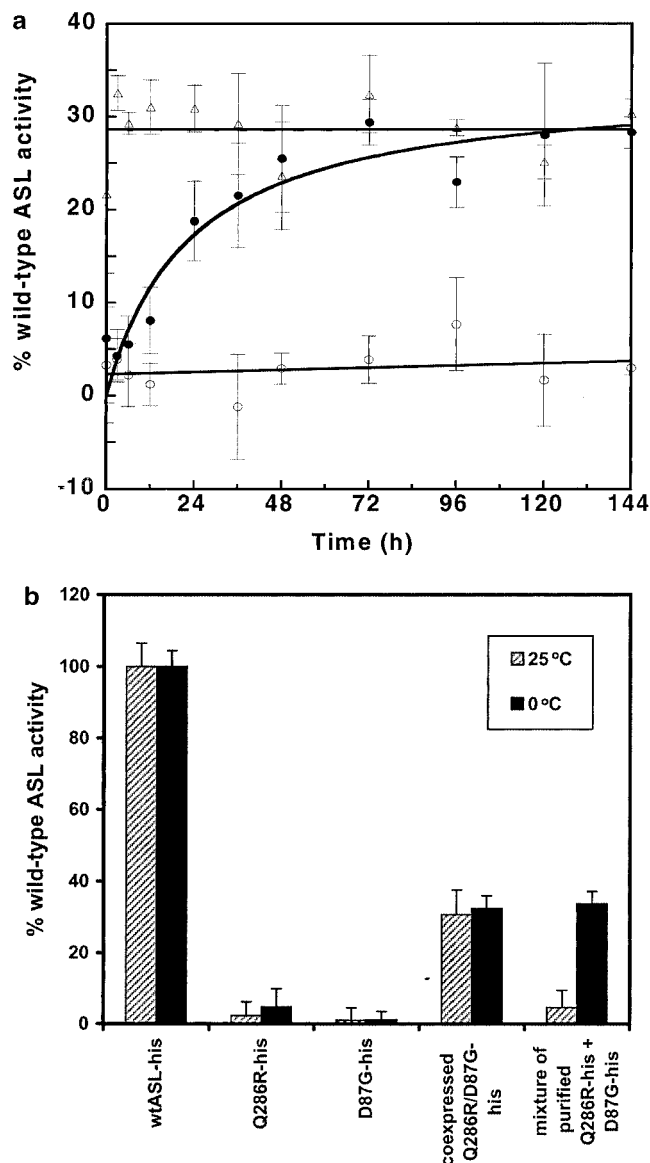 a
% wild-type ASL activity
40
30
20
10
0
-10
0 24 48 72 96 120 144
Time (h)
b
% wild-type ASL activity
120
100
80
60
40
20
0
25 °C
0 °C
wtASL-his
Q286R-his
D87G-his
coexpressed
Q286R/D87G-
his
mixture of
purified
Q286R-his +
D87G-his